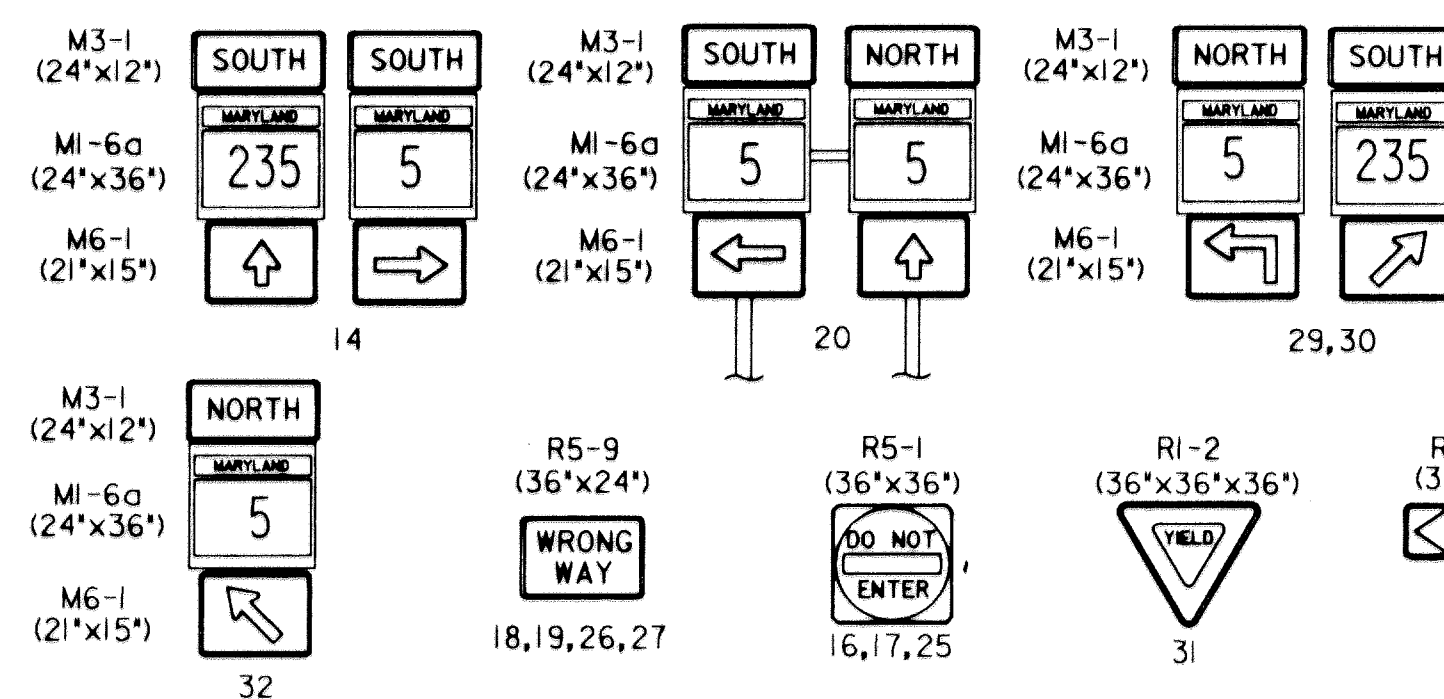 M3-1
(24"x12")
SOUTH
SOUTH
M1-6a
(24"x36")
MARYLAND
235
MARYLAND
5
M6-1
(21"x15")
14
M3-1
(24"x12")
SOUTH
NORTH
M1-6a
(24"x36")
MARYLAND
5
MARYLAND
5
M6-1
(21"x15")
20
M3-1
(24"x12")
NORTH
SOUTH
M1-6a
(24"x36")
MARYLAND
5
MARYLAND
235
M6-1
(21"x15")
29,30
M3-1
(24"x12")
NORTH
M1-6a
(24"x36")
MARYLAND
5
M6-1
(21"x15")
32
R5-9
(36"x24")
WRONG
WAY
18,19,26,27
R5-1
(36"x36")
DO NOT
ENTER
16,17,25
R1-2
(36"x36"x36")
YIELD
31
R
(3